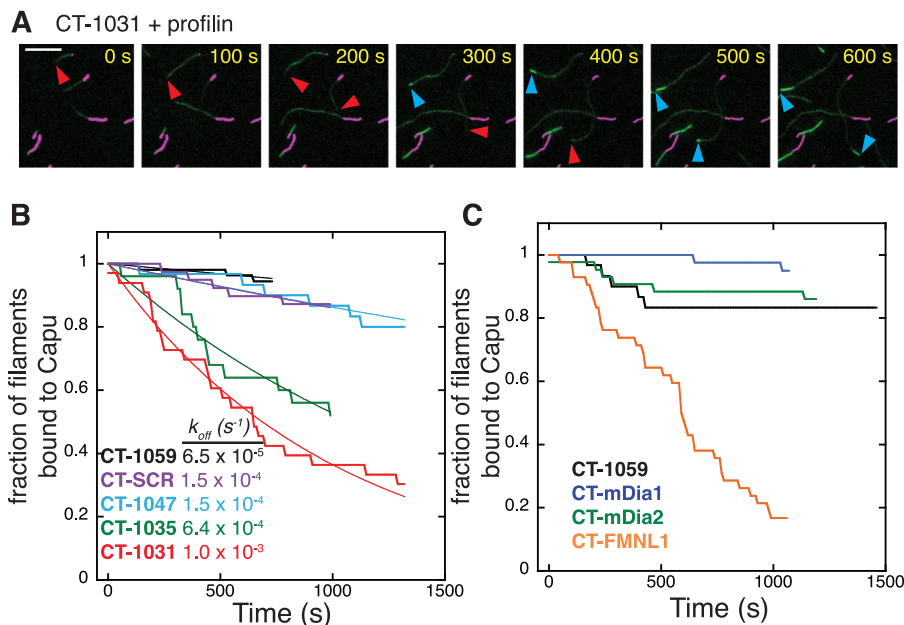 A CT-1031 + profilin
0 s 100 s 200 s 300 s 400 s 500 s 600 s
B
fraction of filaments
bound to Capu
1
0.8
0.6
0.4
0.2
0
0 500 1000 1500
Time (s)
k_off (s⁻¹)
CT-1059 6.5 x 10⁻⁵
CT-SCR 1.5 x 10⁻⁴
CT-1047 1.5 x 10⁻⁴
CT-1035 6.4 x 10⁻⁴
CT-1031 1.0 x 10⁻³
C
fraction of filaments
bound to Capu
1
0.8
0.6
0.4
0.2
0
0 500 1000 1500
Time (s)
CT-1059
CT-mDia1
CT-mDia2
CT-FMNL1